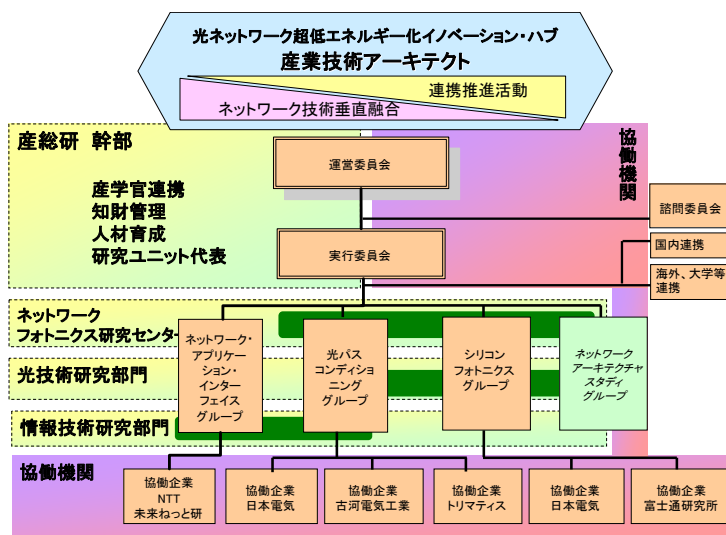 光ネットワーク超低エネルギー化イノベーション・ハブ
産業技術アーキテクト
連携推進活動
ネットワーク技術垂直融合
産総研 幹部
産学官連携
知財管理
人材育成
研究ユニット代表
運営委員会
実行委員会
協働機関
諮問委員会
国内連携
海外、大学等
連携
ネットワーク
フォトニクス研究センター
光技術研究部門
情報技術研究部門
ネットワーク・
アプリケー
ション・
インター
フェイス
グループ
光パス
コンディショ
ニング
グループ
シリコン
フォトニクス
グループ
ネットワーク
アーキテクチャ
スタディ
グループ
協働機関
協働企業
NTT
未来ねっと研
協働企業
日本電気
協働企業
古河電気工業
協働企業
トリマティス
協働企業
日本電気
協働企業
富士通研究所